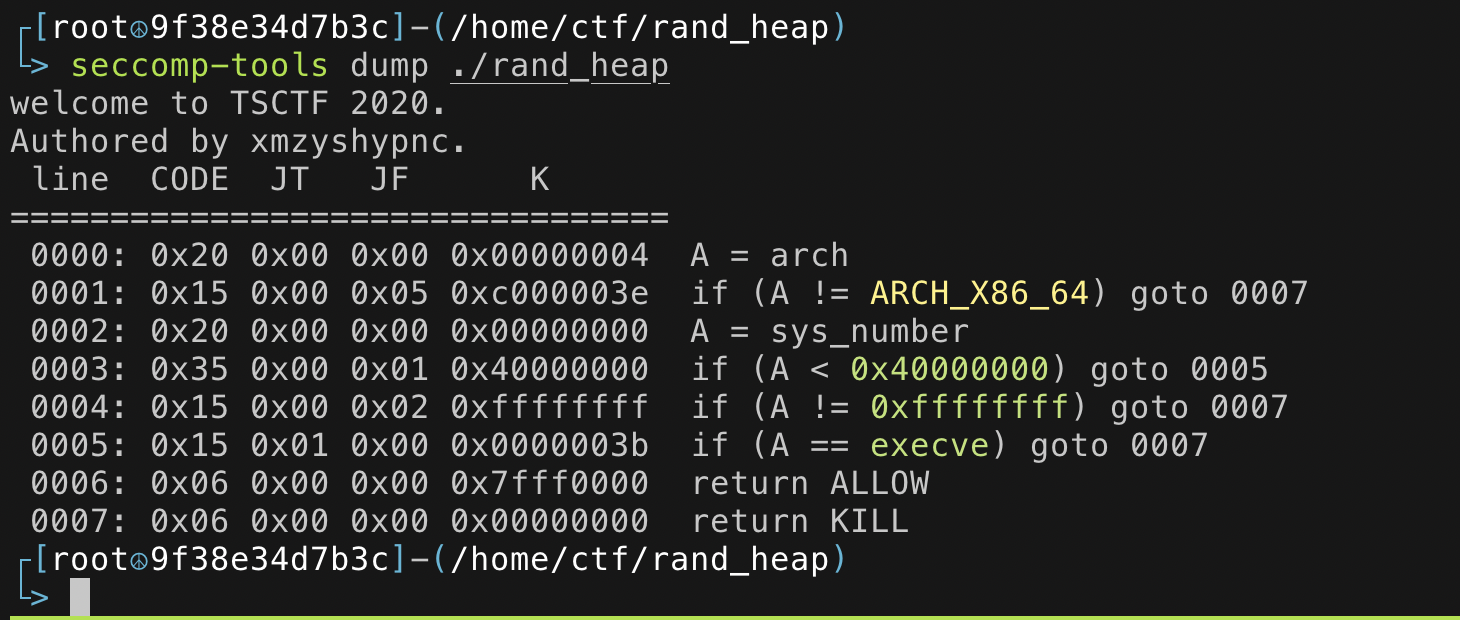 ┌[root☮9f38e34d7b3c]-(/home/ctf/rand_heap)
└> seccomp-tools dump ./rand_heap
welcome to TSCTF 2020.
Authored by xmzyshypnc.
 line  CODE  JT   JF      K
=================================
 0000: 0x20 0x00 0x00 0x00000004  A = arch
 0001: 0x15 0x00 0x05 0xc000003e  if (A != ARCH_X86_64) goto 0007
 0002: 0x20 0x00 0x00 0x00000000  A = sys_number
 0003: 0x35 0x00 0x01 0x40000000  if (A < 0x40000000) goto 0005
 0004: 0x15 0x00 0x02 0xffffffff  if (A != 0xffffffff) goto 0007
 0005: 0x15 0x01 0x00 0x0000003b  if (A == execve) goto 0007
 0006: 0x06 0x00 0x00 0x7fff0000  return ALLOW
 0007: 0x06 0x00 0x00 0x00000000  return KILL
┌[root☮9f38e34d7b3c]-(/home/ctf/rand_heap)
└>